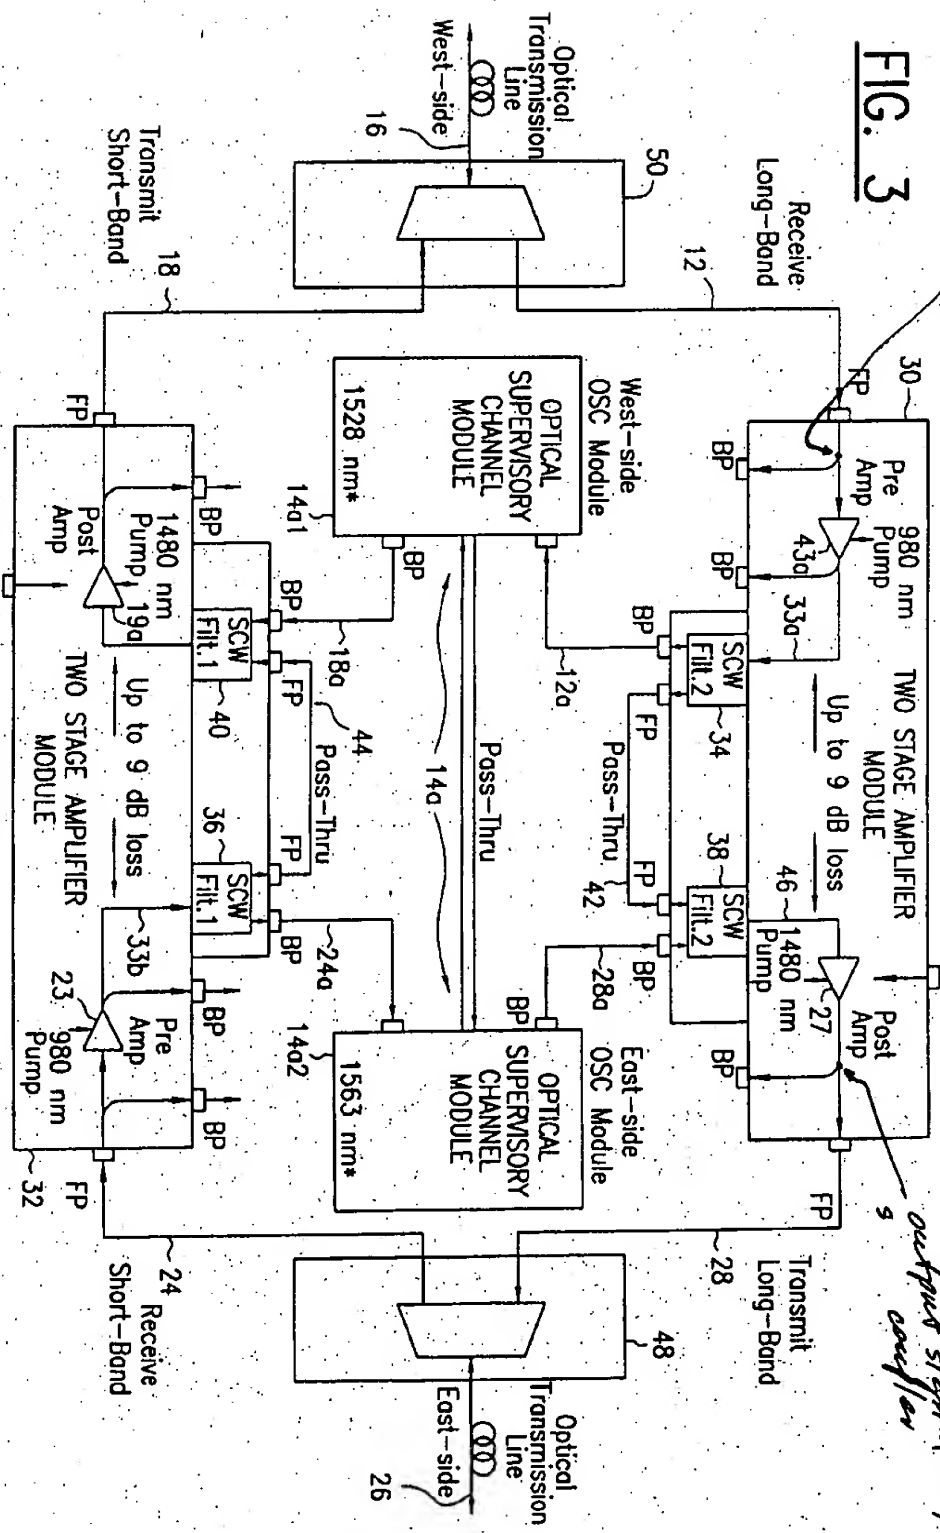 FIG. 3
Optical
Transmission
Line
West-side
16
50
Receive
Long-Band
12
FP
30
BP
Pre
Amp
980 nm
Pump
43a
BP
33a
TWO STAGE AMPLIFIER
MODULE
Up to 9 dB loss
SCW
Filt.2
34
BP
FP
12a
Pass-Thru
42
38
SCW
Filt.2
FP
BP
28a
46
1480 nm
Pump
27
Post
Amp
BP
FP
output
coupler
s
28
Transmit
Long-Band
West-side
OSC Module
OPTICAL
SUPERVISORY
CHANNEL
MODULE
1528 nm*
14a1
BP
18a
14a
Pass-Thru
East-side
OSC Module
OPTICAL
SUPERVISORY
CHANNEL
MODULE
1563 nm*
14a2
BP
24a
48
Optical
Transmission
Line
East-side
26
Transmit
Short-Band
18
FP
BP
Post
Amp
1480 nm
Pump
19a
BP
FP
SCW
Filt.1
40
44
Pass-Thru
Up to 9 dB loss
TWO STAGE AMPLIFIER
MODULE
36
SCW
Filt.1
FP
BP
33b
23
Pre
Amp
980 nm
Pump
BP
BP
32
FP
24
Receive
Short-Band